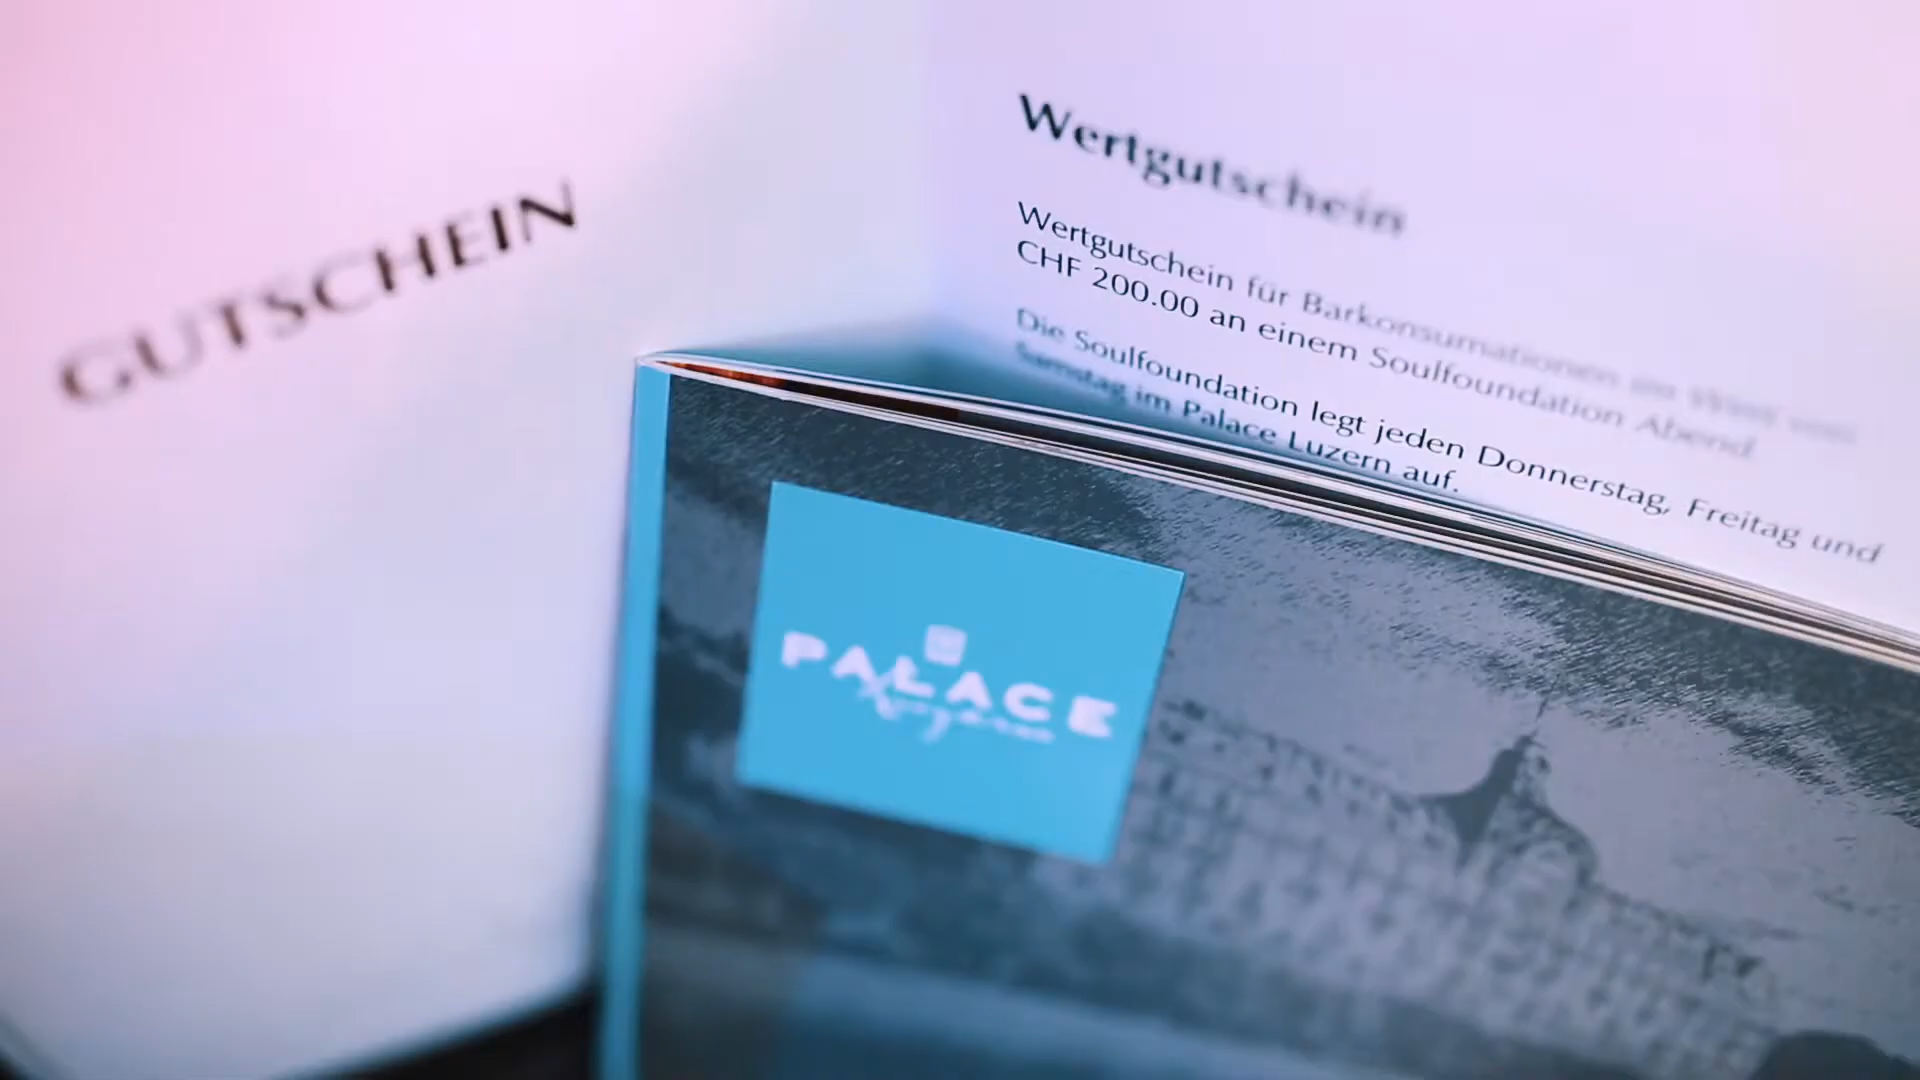 GUTSCHEIN
Wertgutschein
Wertgutschein für Barkonsumationen im Wert von
CHF 200.00 an einem Soulfoundation Abend.
Die Soulfoundation legt jeden Donnerstag, Freitag und
Samstag im Palace Luzern auf.
PALACE